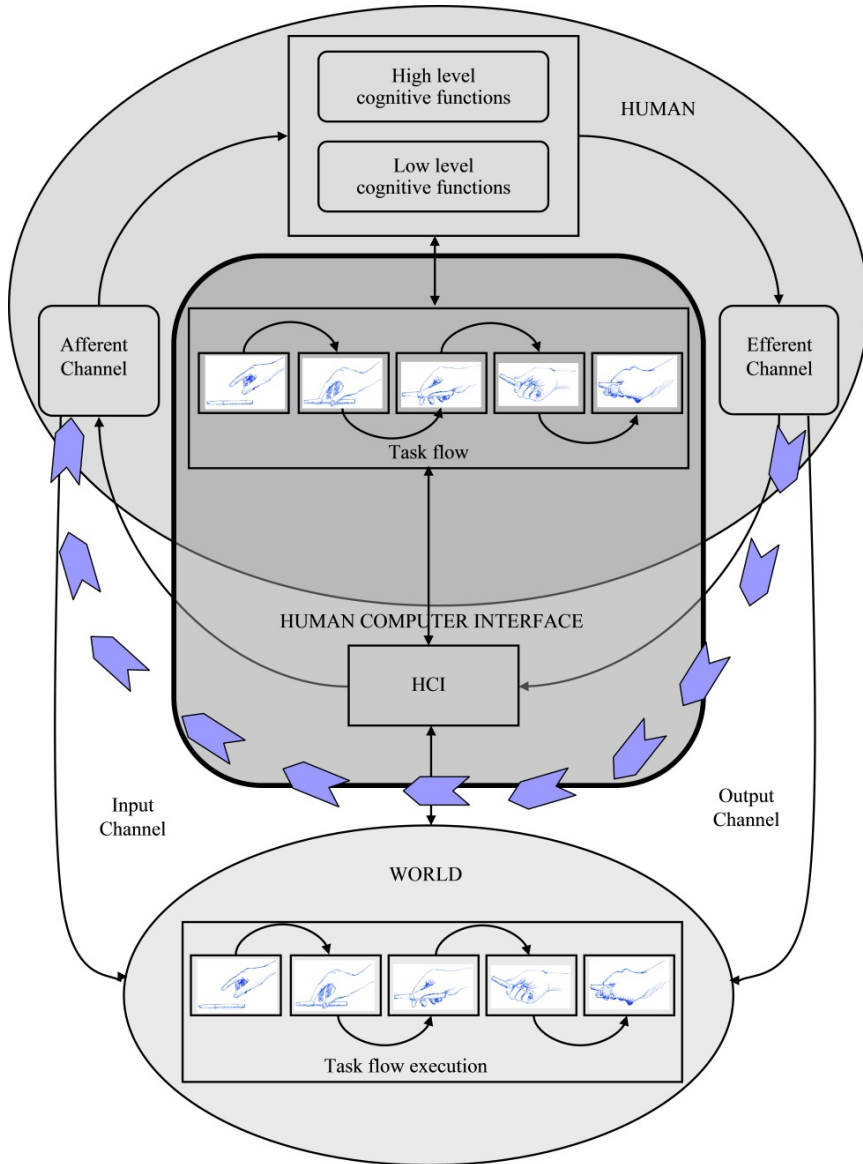 High level
cognitive functions
HUMAN
Low level
cognitive functions
Afferent
Channel
Efferent
Channel
Task flow
HUMAN COMPUTER INTERFACE
HCI
Input
Channel
Output
Channel
WORLD
Task flow execution